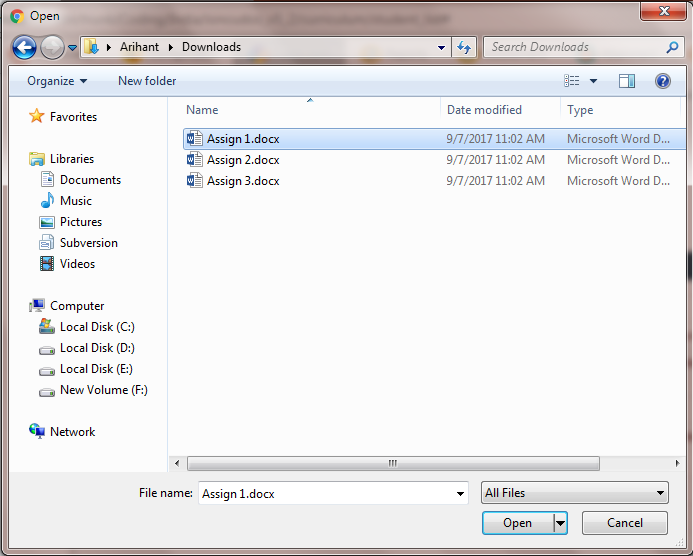 Open
Arihant Downloads Search Downloads
Organize New folder
Name Date modified Type
Favorites
Libraries
Documents
Music
Pictures
Subversion
Videos
Computer
Local Disk (C:)
Local Disk (D:)
Local Disk (E:)
New Volume (F:)
Network
Assign 1.docx 9/7/2017 11:02 AM Microsoft Word D...
Assign 2.docx 9/7/2017 11:02 AM Microsoft Word D...
Assign 3.docx 9/7/2017 11:02 AM Microsoft Word D...
File name: Assign 1.docx All Files
Open Cancel